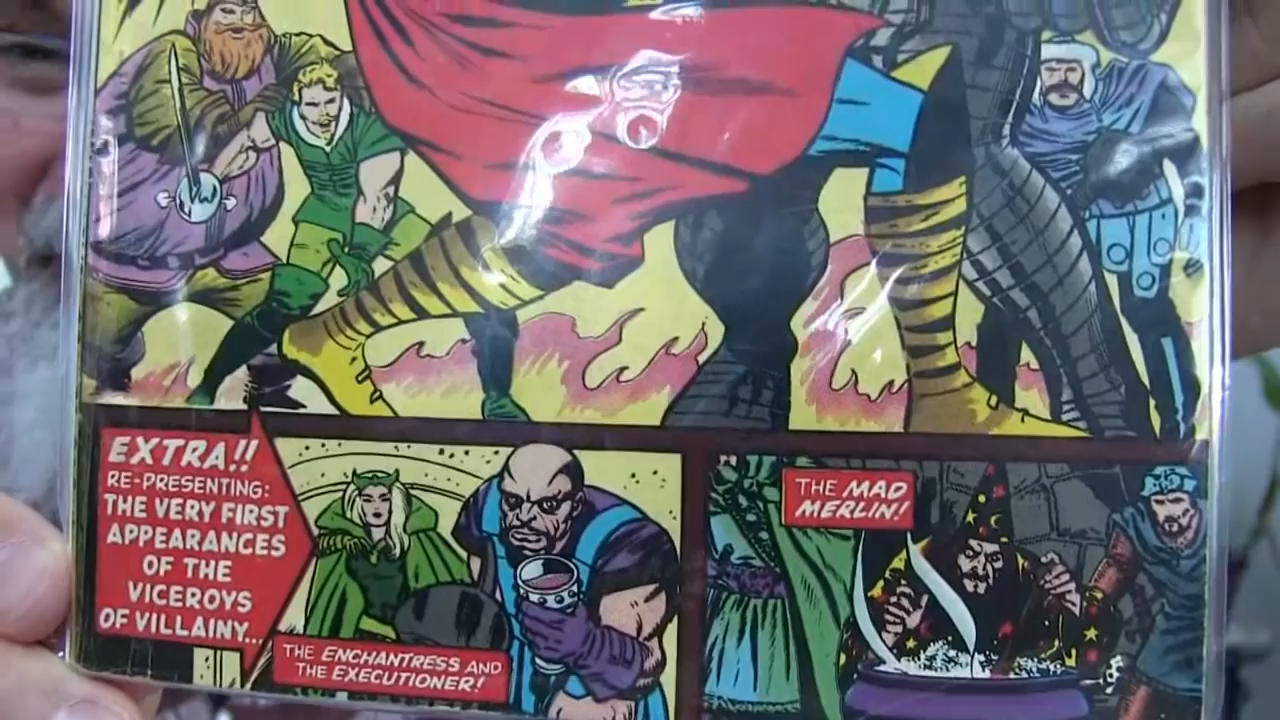 EXTRA!!
RE-PRESENTING:
THE VERY FIRST
APPEARANCES
OF THE
VICEROYS
OF VILLAINY...
THE ENCHANTRESS AND
THE EXECUTIONER!
THE MAD
MERLIN!